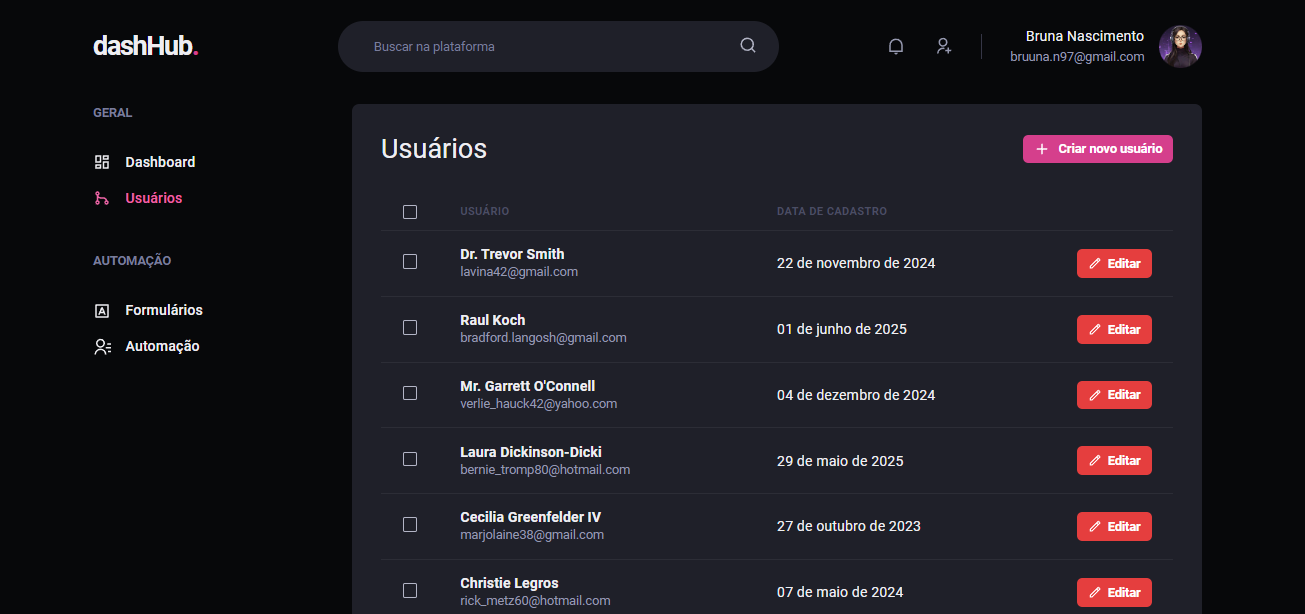 dashHub.
Buscar na plataforma
Bruna Nascimento
bruuna.n97@gmail.com
GERAL
Dashboard
Usuários
AUTOMAÇÃO
Formulários
Automação
Usuários
Criar novo usuário
USUÁRIO DATA DE CADASTRO
Dr. Trevor Smith
lavina42@gmail.com
22 de novembro de 2024
Editar
Raul Koch
bradford.langosh@gmail.com
01 de junho de 2025
Editar
Mr. Garrett O'Connell
verlie_hauck42@yahoo.com
04 de dezembro de 2024
Editar
Laura Dickinson-Dicki
bernie_tromp80@hotmail.com
29 de maio de 2025
Editar
Cecilia Greenfelder IV
marjolaine38@gmail.com
27 de outubro de 2023
Editar
Christie Legros
rick_metz60@hotmail.com
07 de maio de 2024
Editar